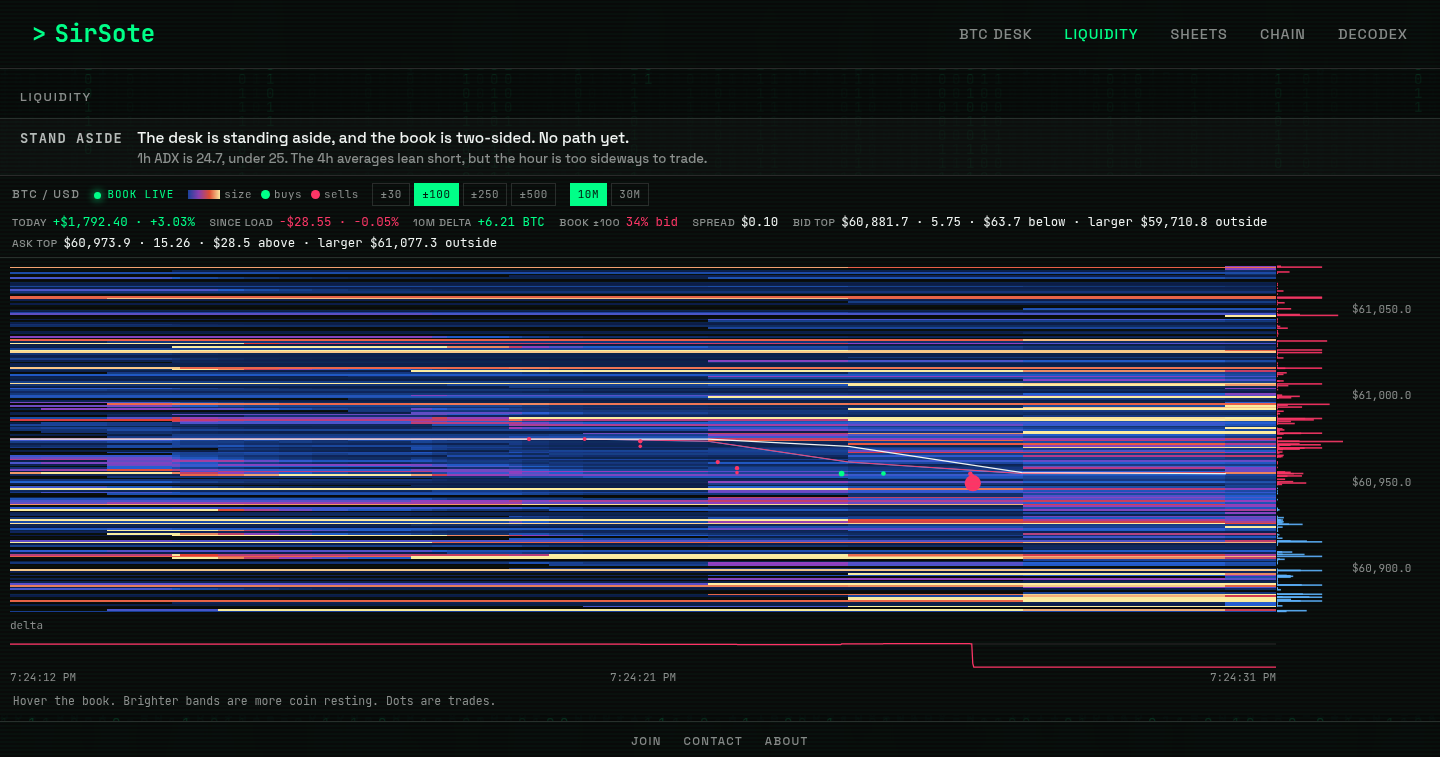 > SirSote
BTC DESK LIQUIDITY SHEETS CHAIN DECODEX
LIQUIDITY
STAND ASIDE The desk is standing aside, and the book is two-sided. No path yet.
1h ADX is 24.7, under 25. The 4h averages lean short, but the hour is too sideways to trade.
BTC / USD BOOK LIVE size buys sells ±30 ±100 ±250 ±500 10M 30M
TODAY +$1,792.40 · +3.03% SINCE LOAD -$28.55 · -0.05% 10M DELTA +6.21 BTC BOOK ±100 34% bid SPREAD $0.10 BID TOP $60,881.7 · 5.75 · $63.7 below · larger $59,710.8 outside
ASK TOP $60,973.9 · 15.26 · $28.5 above · larger $61,077.3 outside
$61,050.0
$61,000.0
$60,950.0
$60,900.0
delta
7:24:12 PM 7:24:21 PM 7:24:31 PM
Hover the book. Brighter bands are more coin resting. Dots are trades.
JOIN CONTACT ABOUT